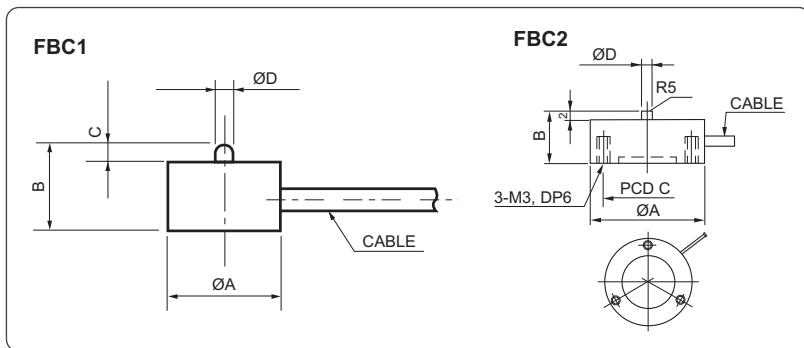 FBC1
ØD
C
B
CABLE
ØA
FBC2
ØD
R5
CABLE
2
B
3-M3, DP6
PCD C
ØA